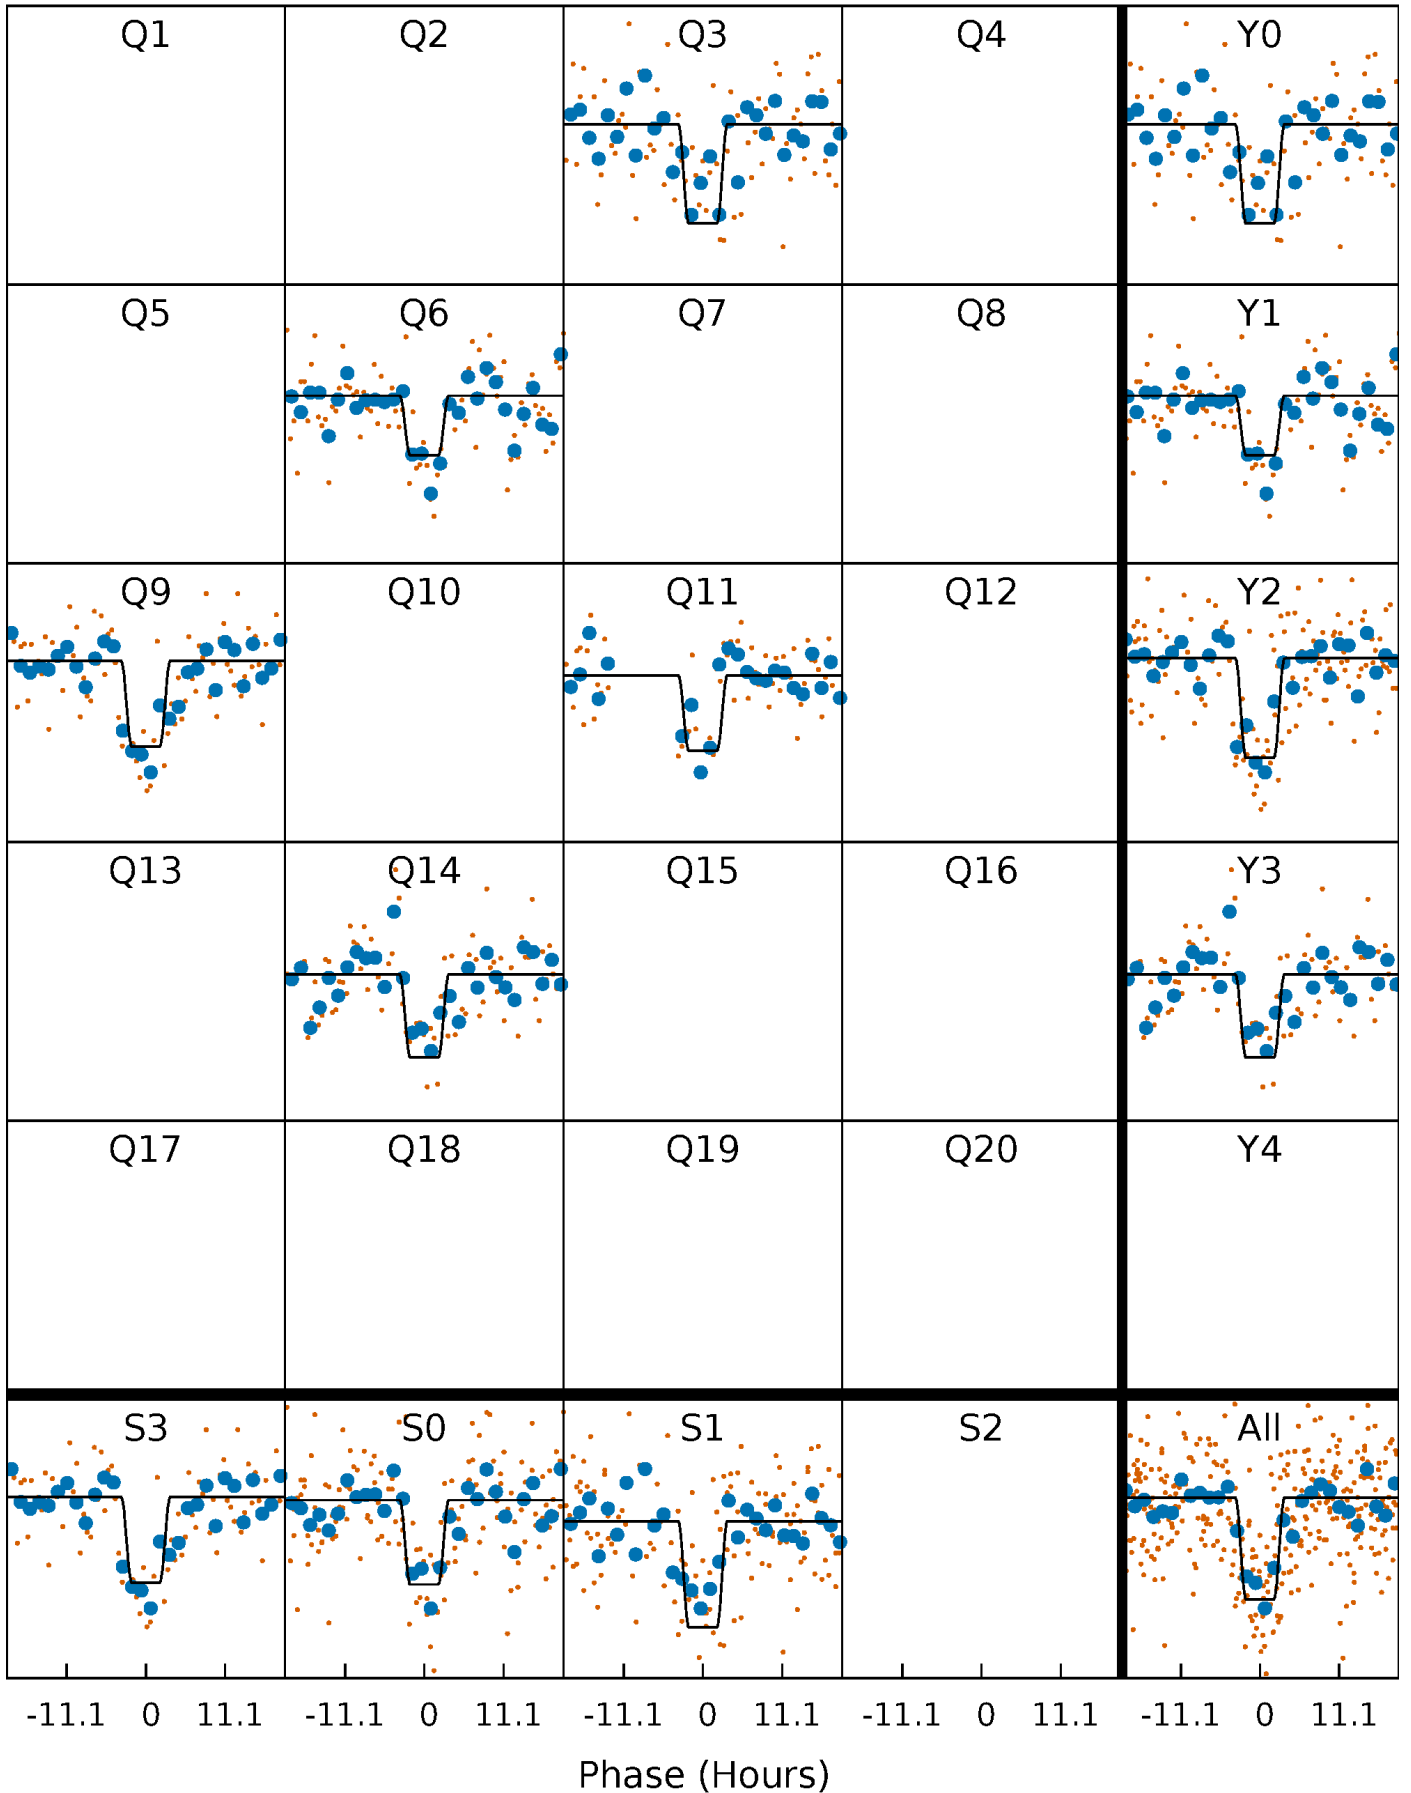 Q1 Q2 Q3 Q4 Y0
Q5 Q6 Q7 Q8 Y1
Q9 Q10 Q11 Q12 Y2
Q13 Q14 Q15 Q16 Y3
Q17 Q18 Q19 Q20 Y4
S3 S0 S1 S2 All
-11.1 0 11.1 -11.1 0 11.1 -11.1 0 11.1 -11.1 0 11.1 -11.1 0 11.1
Phase (Hours)